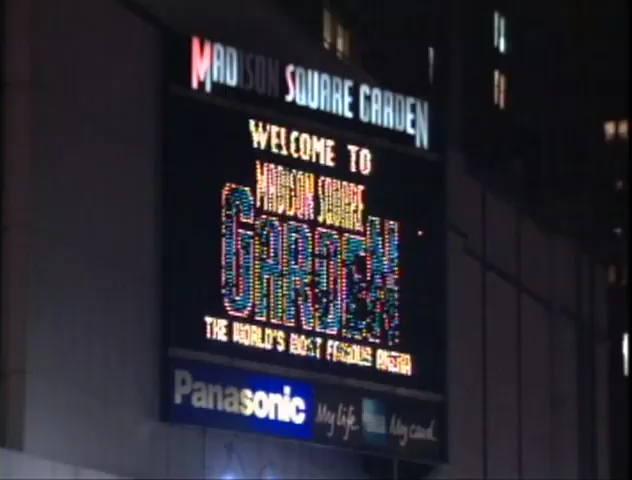 MADISON SQUARE GARDEN
WELCOME TO
MADISON SQUARE
GARDEN
THE WORLD'S MOST FAMOUS ARENA
Panasonic My life. My card.